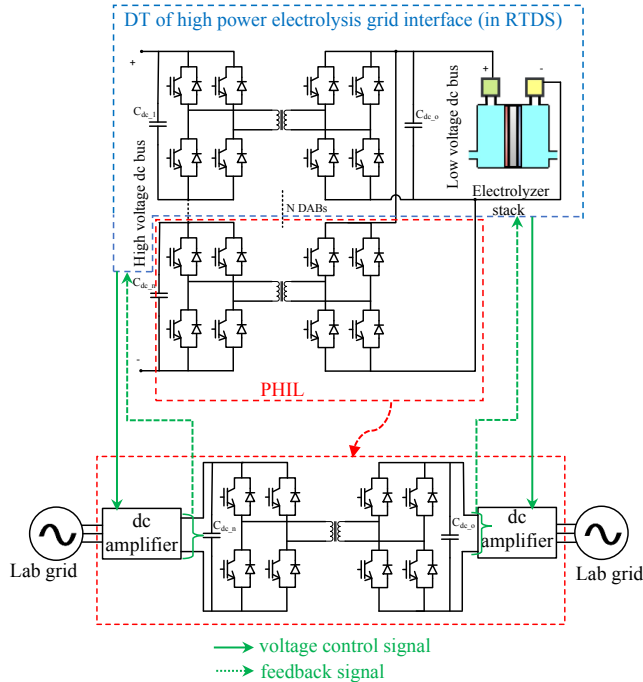 DT of high power electrolysis grid interface (in RTDS)
+
C dc_1
High voltage dc bus
C dc_o
Low voltage dc bus
+
-
Electrolyzer
stack
N DABs
C dc_n
-
PHIL
dc
amplifier
C dc_n
C dc_o
dc
amplifier
Lab grid
Lab grid
voltage control signal
feedback signal